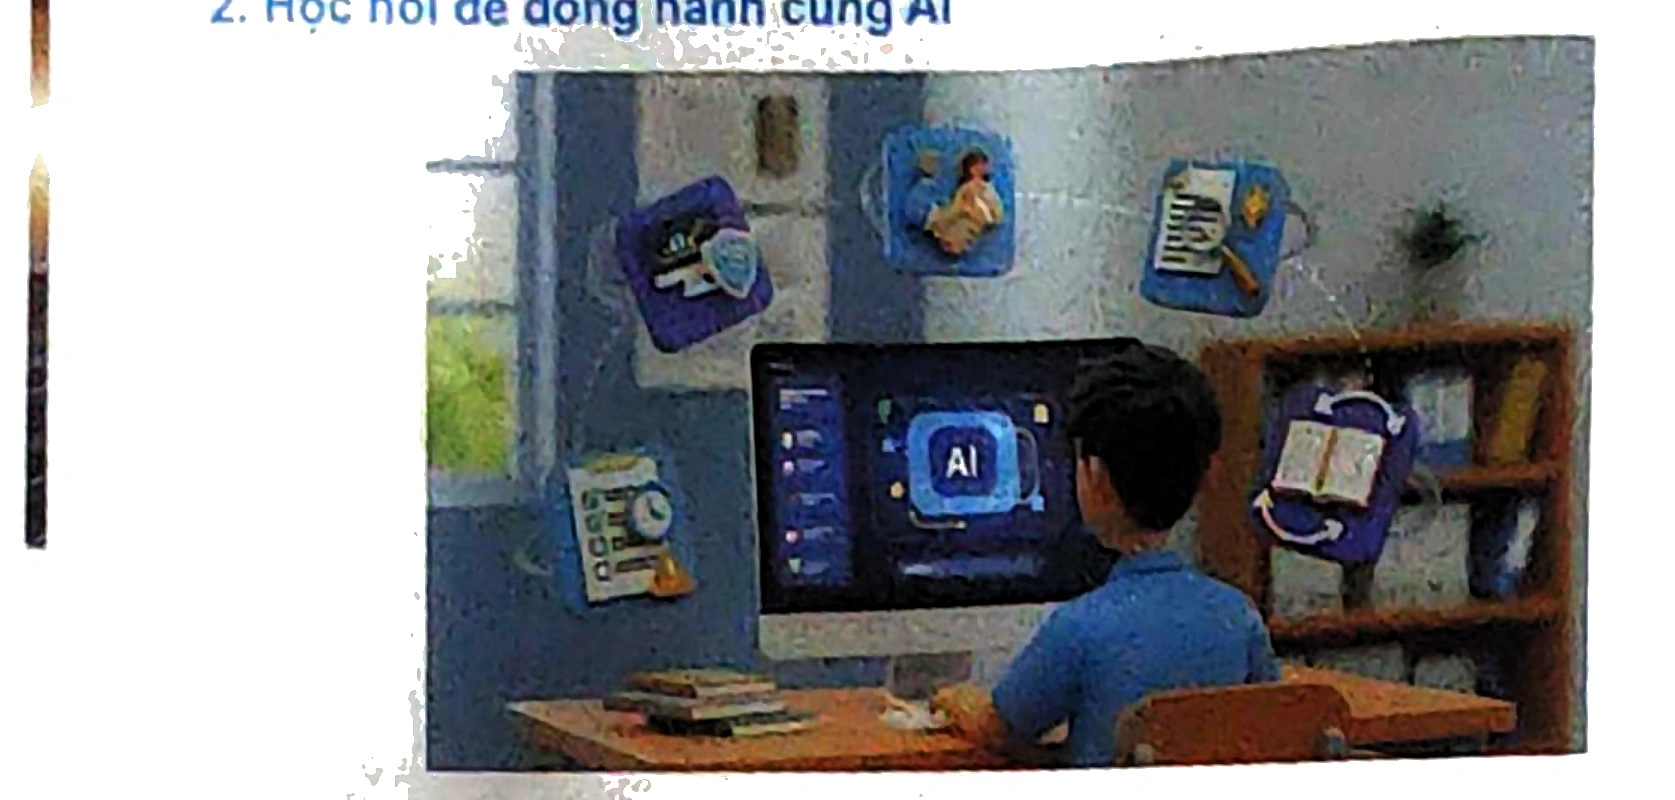 2. Học hỏi để đồng hành cùng AI
AI